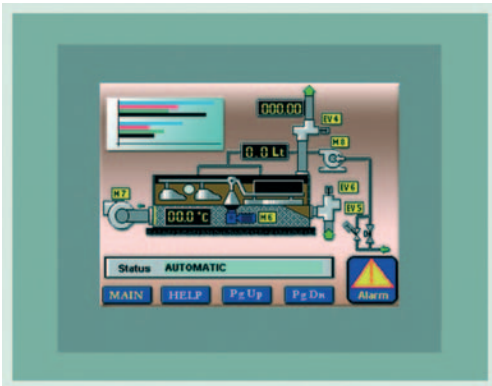 000.00
EV4
0.0 Lt
M8
M7
EV6
00.0 °C
M6
EV5
Status AUTOMATIC
MAIN HELP Pg Up Pg Dn Alarm